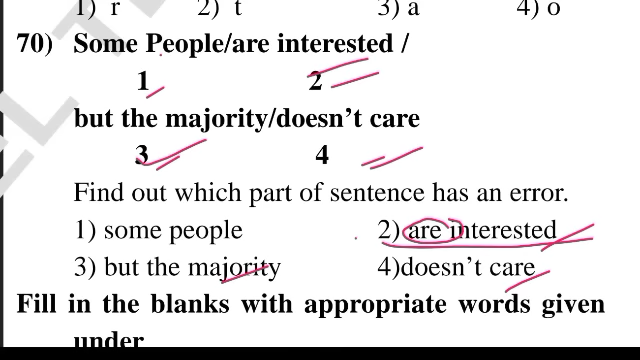 1) r 2) t 3) a 4) o
70) Some People/are interested /
1 2
but the majority/doesn’t care
3 4
Find out which part of sentence has an error.
1) some people 2) are interested
3) but the majority 4)doesn’t care
Fill in the blanks with appropriate words given
under